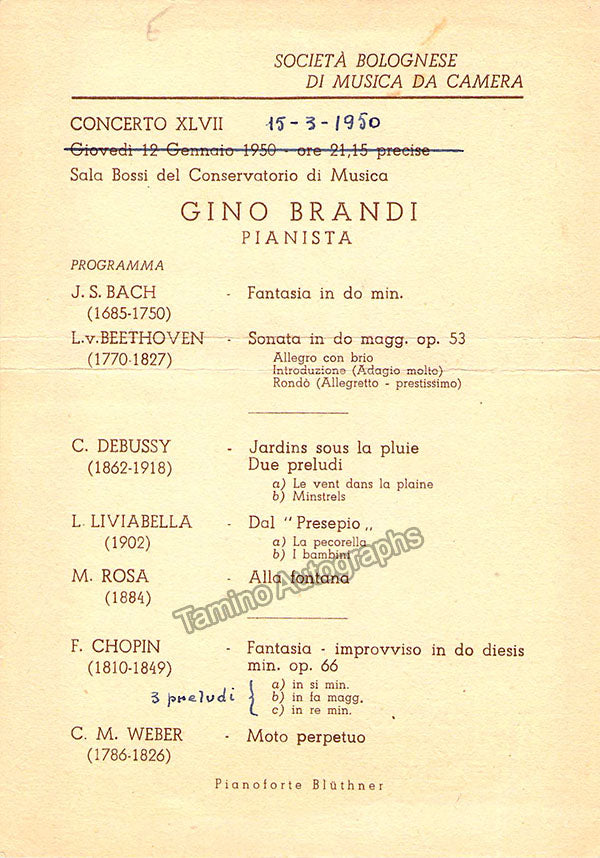 SOCIETÀ BOLOGNESE
DI MUSICA DA CAMERA
CONCERTO XLVII 15-3-1950
Giovedì 12 Gennaio 1950 - ore 21,15 precise
Sala Bossi del Conservatorio di Musica
GINO BRANDI
PIANISTA
PROGRAMMA
J. S. BACH - Fantasia in do min.
(1685-1750)
L.v.BEETHOVEN - Sonata in do magg. op. 53
(1770-1827) Allegro con brio
Introduzione (Adagio molto)
Rondò (Allegretto - prestissimo)
C. DEBUSSY - Jardins sous la pluie
(1862-1918) Due preludi
a) Le vent dans la plaine
b) Minstrels
L. LIVIABELLA - Dal "Presepio„
(1902) a) La pecorella
b) I bambini
M. ROSA - Alla fontana
(1884)
Tamino Autographs
F. CHOPIN - Fantasia - improvviso in do diesis
(1810-1849) min. op. 66
a) in si min.
3 preludi b) in fa magg.
c) in re min.
C. M. WEBER - Moto perpetuo
(1786-1826)
Pianoforte Blüthner